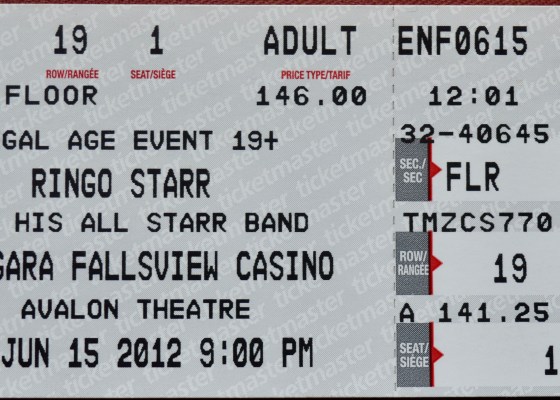 19 1 ADULT
ROW/RANGÉE SEAT/SIÈGE PRICE TYPE/TARIF
FLOOR 146.00
GAL AGE EVENT 19+
RINGO STARR
HIS ALL STARR BAND
GARA FALLSVIEW CASINO
AVALON THEATRE
JUN 15 2012 9:00 PM
ENF0615
12:01
32-40645
SEC./
SEC
FLR
TMZCS770
ROW/
RANGÉE
19
A 141.25
SEAT/
SIÈGE
1